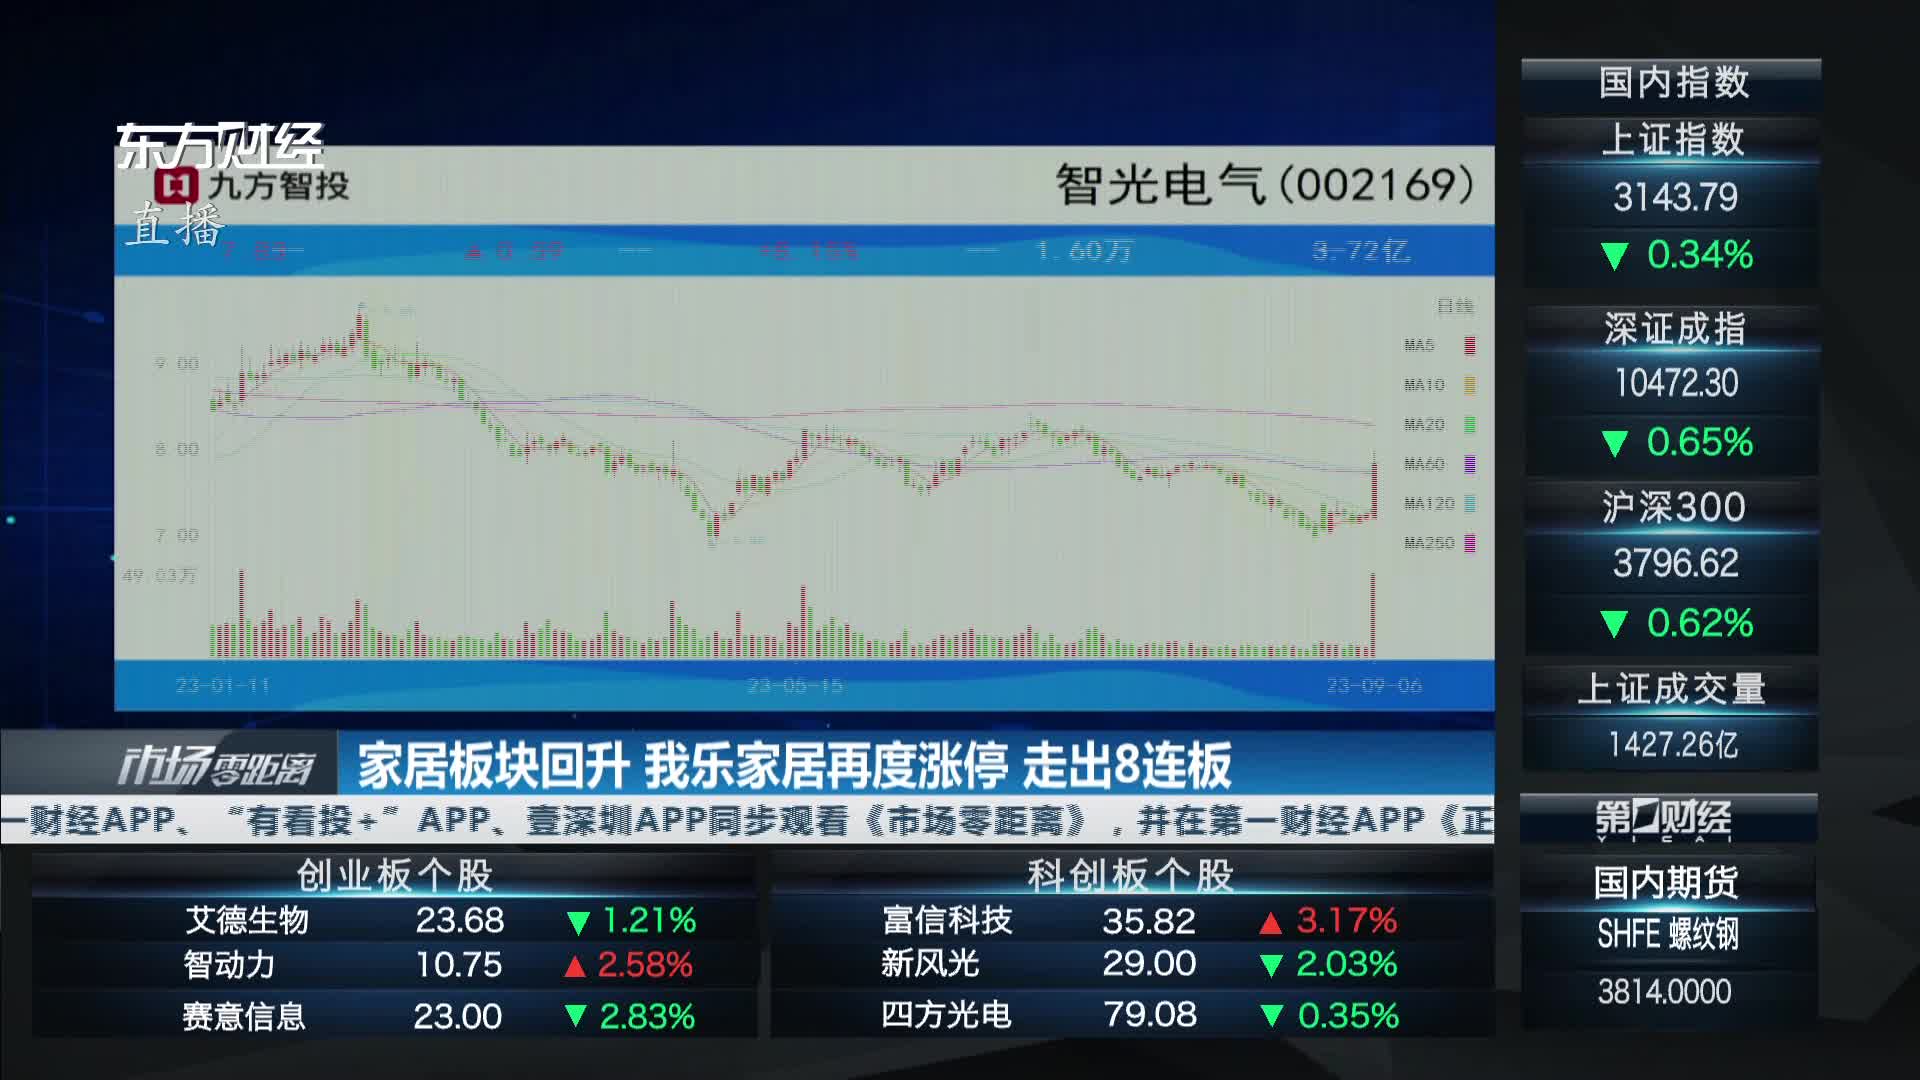 东方财经
九方智投
直播
智光电气(002169)
7.83 ▲ 0.59 —— +8.15% —— 1.60万 3.72亿
日线
MA5
MA10
MA20
MA60
MA120
MA250
9.00
8.00
7.00
49.03万
23-01-11 23-05-15 23-09-06
市场零距离
家居板块回升 我乐家居再度涨停 走出8连板
一财经APP、“有看投+”APP、壹深圳APP同步观看《市场零距离》，并在第一财经APP《正
创业板个股
艾德生物 23.68 ▼ 1.21%
智动力 10.75 ▲ 2.58%
赛意信息 23.00 ▼ 2.83%
科创板个股
富信科技 35.82 ▲ 3.17%
新风光 29.00 ▼ 2.03%
四方光电 79.08 ▼ 0.35%
国内指数
上证指数
3143.79
▼ 0.34%
深证成指
10472.30
▼ 0.65%
沪深300
3796.62
▼ 0.62%
上证成交量
1427.26亿
第一财经
YICAI
国内期货
SHFE 螺纹钢
3814.0000